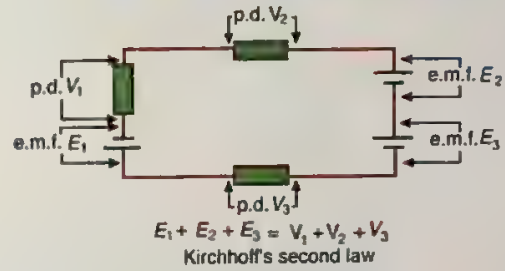 p.d. V₂
p.d. V₁
e.m.f. E₁
e.m.f. E₂
e.m.f. E₃
p.d. V₃
E₁ + E₂ + E₃ = V₁ + V₂ + V₃
Kirchhoff's second law